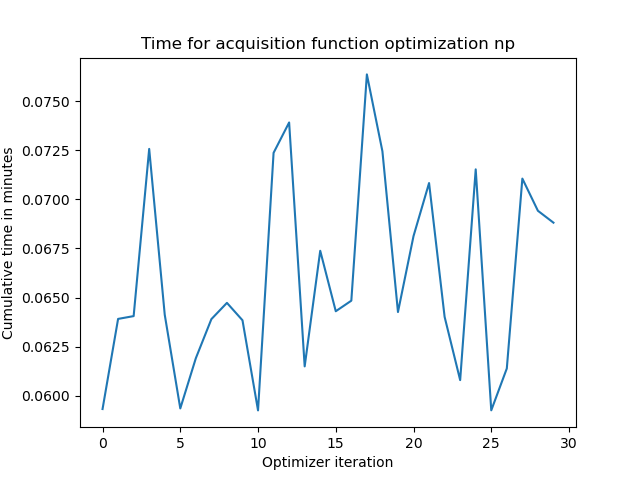 Time for acquisition function optimization np
Cumulative time in minutes
0.0750
0.0725
0.0700
0.0675
0.0650
0.0625
0.0600
0 5 10 15 20 25 30
Optimizer iteration